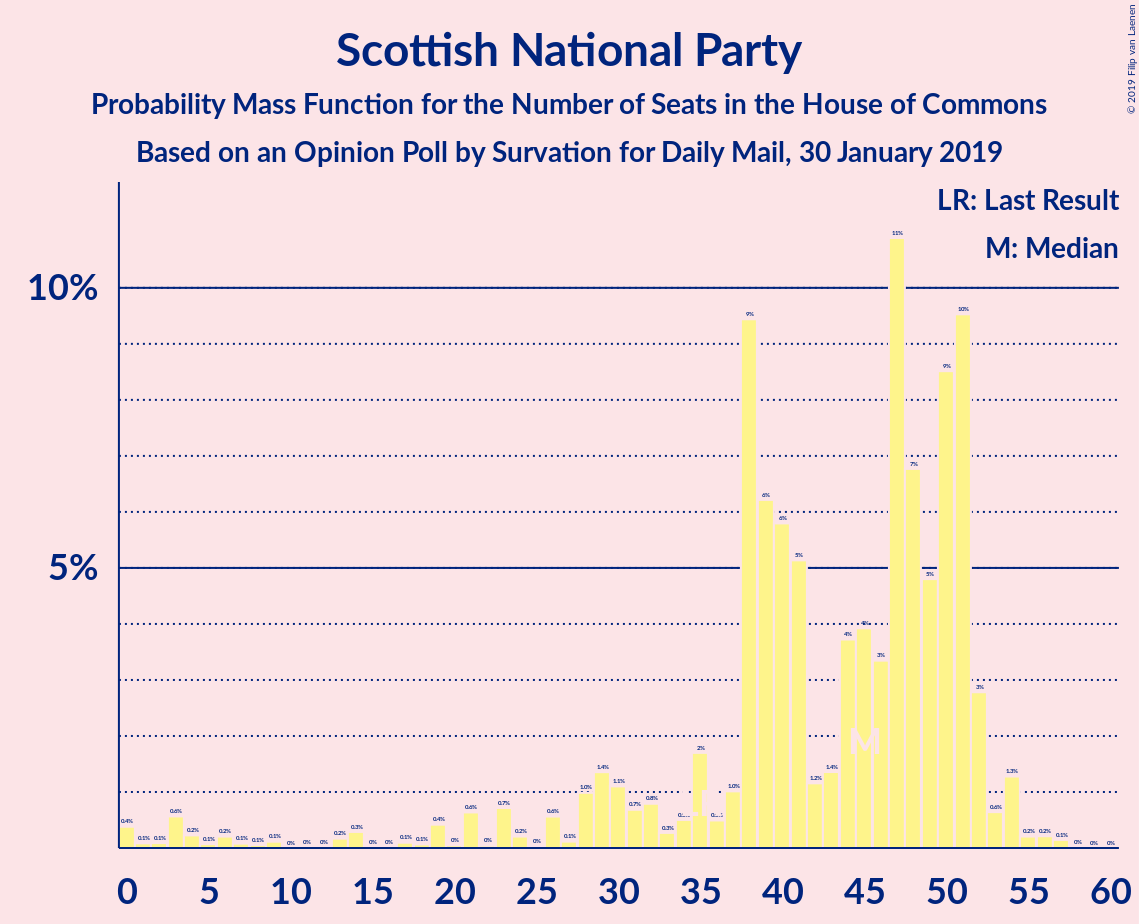 Scottish National Party
Probability Mass Function for the Number of Seats in the House of Commons
Based on an Opinion Poll by Survation for Daily Mail, 30 January 2019
© 2019 Filip van Laenen
LR: Last Result
M: Median
10%
5%
0.4% 0.1% 0.1% 0.6% 0.2% 0.1% 0.2% 0.1% 0.1% 0.1% 0% 0% 0% 0.2% 0.3% 0% 0% 0.1% 0.1% 0.4% 0% 0.6% 0% 0.7% 0.2% 0% 0.6% 0.1% 1.0% 1.4% 1.1% 0.7% 0.8% 0.3% 2% 1.0% 9% 6% 6% 5% 1.2% 1.4% 4% 4% 3% 11% 7% 5% 9% 10% 3% 0.6% 1.3% 0.2% 0.2% 0.1% 0% 0% 0%
M
0 5 10 15 20 25 30 35 40 45 50 55 60